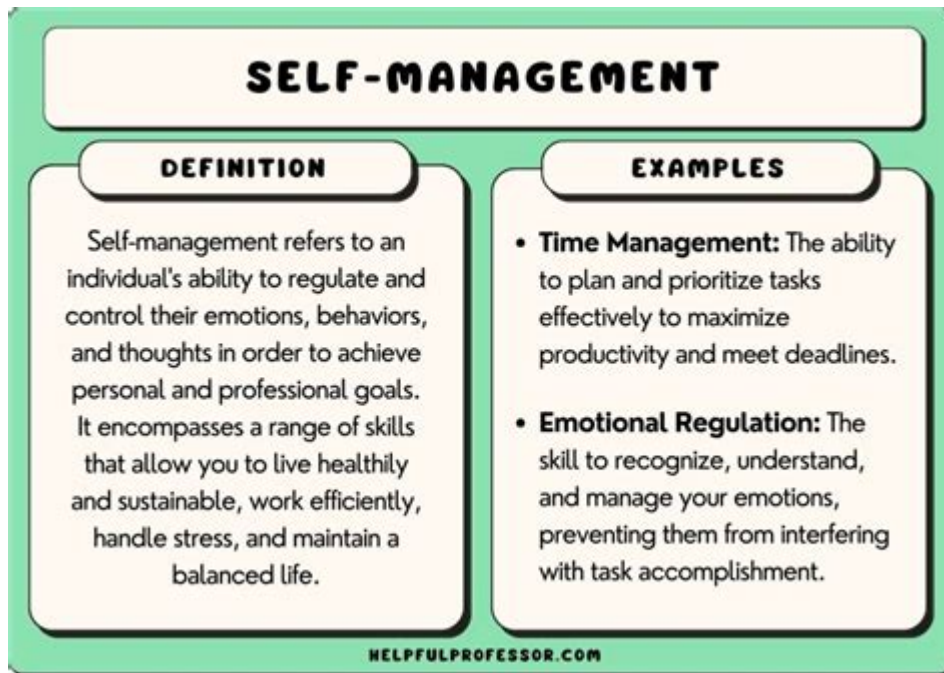 SELF-MANAGEMENT
DEFINITION
Self-management refers to an
individual's ability to regulate and
control their emotions, behaviors,
and thoughts in order to achieve
personal and professional goals.
It encompasses a range of skills
that allow you to live healthily
and sustainable, work efficiently,
handle stress, and maintain a
balanced life.
EXAMPLES
• Time Management: The ability
to plan and prioritize tasks
effectively to maximize
productivity and meet deadlines.
• Emotional Regulation: The
skill to recognize, understand,
and manage your emotions,
preventing them from interfering
with task accomplishment.
HELPFULPROFESSOR.COM